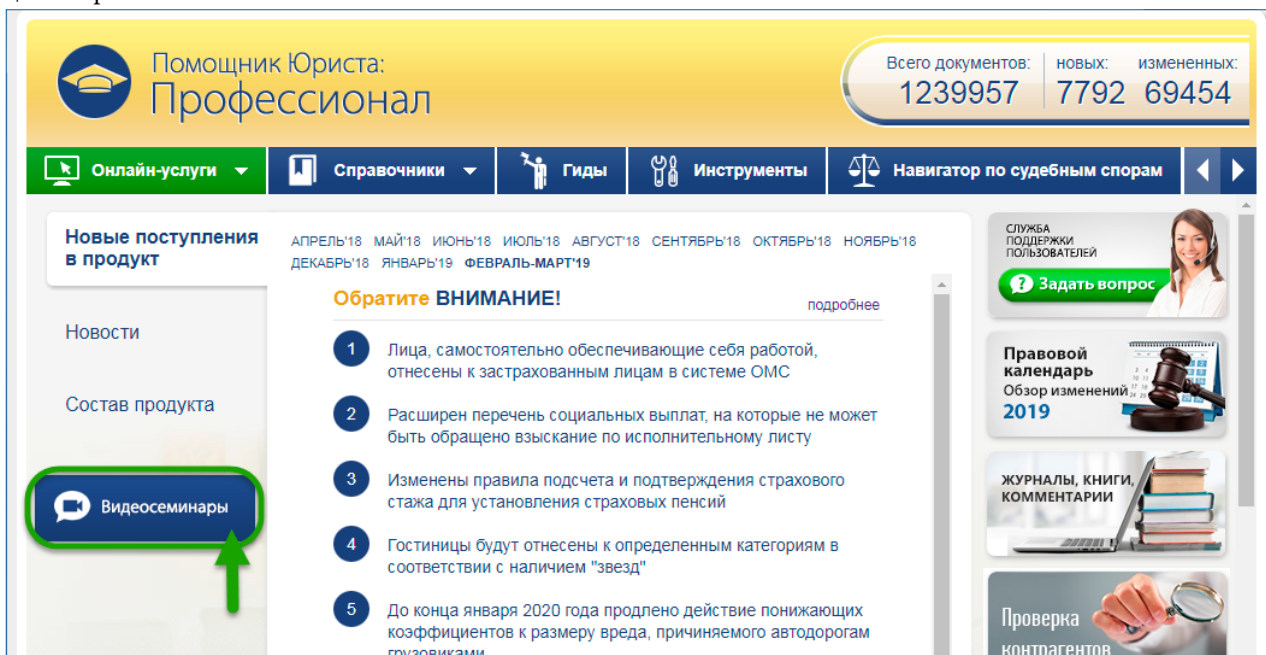 Помощник Юриста:
Профессионал
Всего документов: новых: измененных:
1239957 7792 69454
Онлайн-услуги Справочники Гиды Инструменты Навигатор по судебным спорам
Новые поступления
в продукт
Новости
Состав продукта
Видеосеминары
АПРЕЛЬ'18 МАЙ'18 ИЮНЬ'18 ИЮЛЬ'18 АВГУСТ'18 СЕНТЯБРЬ'18 ОКТЯБРЬ'18 НОЯБРЬ'18
ДЕКАБРЬ'18 ЯНВАРЬ'19 ФЕВРАЛЬ-МАРТ'19
Обратите ВНИМАНИЕ!
подробнее
1 Лица, самостоятельно обеспечивающие себя работой,
отнесены к застрахованным лицам в системе ОМС
2 Расширен перечень социальных выплат, на которые не может
быть обращено взыскание по исполнительному листу
3 Изменены правила подсчета и подтверждения страхового
стажа для установления страховых пенсий
4 Гостиницы будут отнесены к определенным категориям в
соответствии с наличием "звезд"
5 До конца января 2020 года продлено действие понижающих
коэффициентов к размеру вреда, причиняемого автодорогам
грузовиками
СЛУЖБА
ПОДДЕРЖКИ
ПОЛЬЗОВАТЕЛЕЙ
Задать вопрос
Правовой
календарь
Обзор изменений
2019
ЖУРНАЛЫ, КНИГИ,
КОММЕНТАРИИ
Проверка
контрагентов